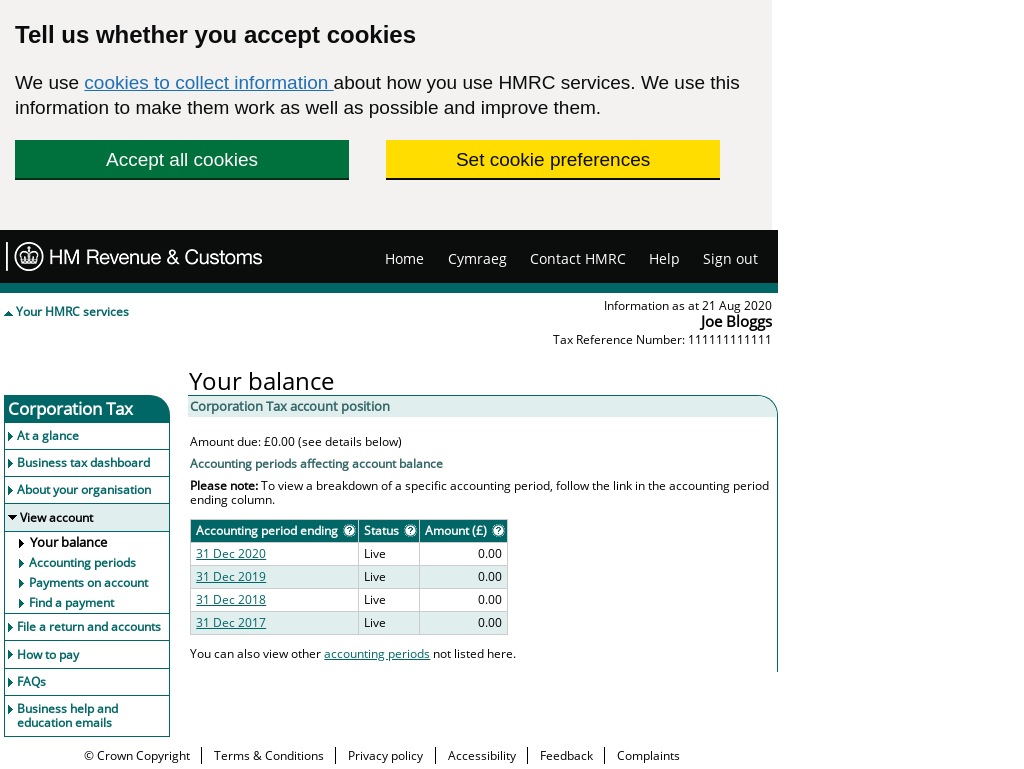 Tell us whether you accept cookies
We use cookies to collect information about how you use HMRC services. We use this
information to make them work as well as possible and improve them.
Accept all cookies
Set cookie preferences
HM Revenue & Customs
Home
Cymraeg
Contact HMRC
Help
Sign out
Your HMRC services
Information as at 21 Aug 2020
Joe Bloggs
Tax Reference Number: 111111111111
Corporation Tax
At a glance
Business tax dashboard
About your organisation
View account
Your balance
Accounting periods
Payments on account
Find a payment
File a return and accounts
How to pay
FAQs
Business help and
education emails
Your balance
Corporation Tax account position
Amount due: £0.00 (see details below)
Accounting periods affecting account balance
Please note: To view a breakdown of a specific accounting period, follow the link in the accounting period
ending column.
Accounting period ending ? Status ? Amount (£) ?
31 Dec 2020 Live 0.00
31 Dec 2019 Live 0.00
31 Dec 2018 Live 0.00
31 Dec 2017 Live 0.00
You can also view other accounting periods not listed here.
© Crown Copyright
Terms & Conditions
Privacy policy
Accessibility
Feedback
Complaints